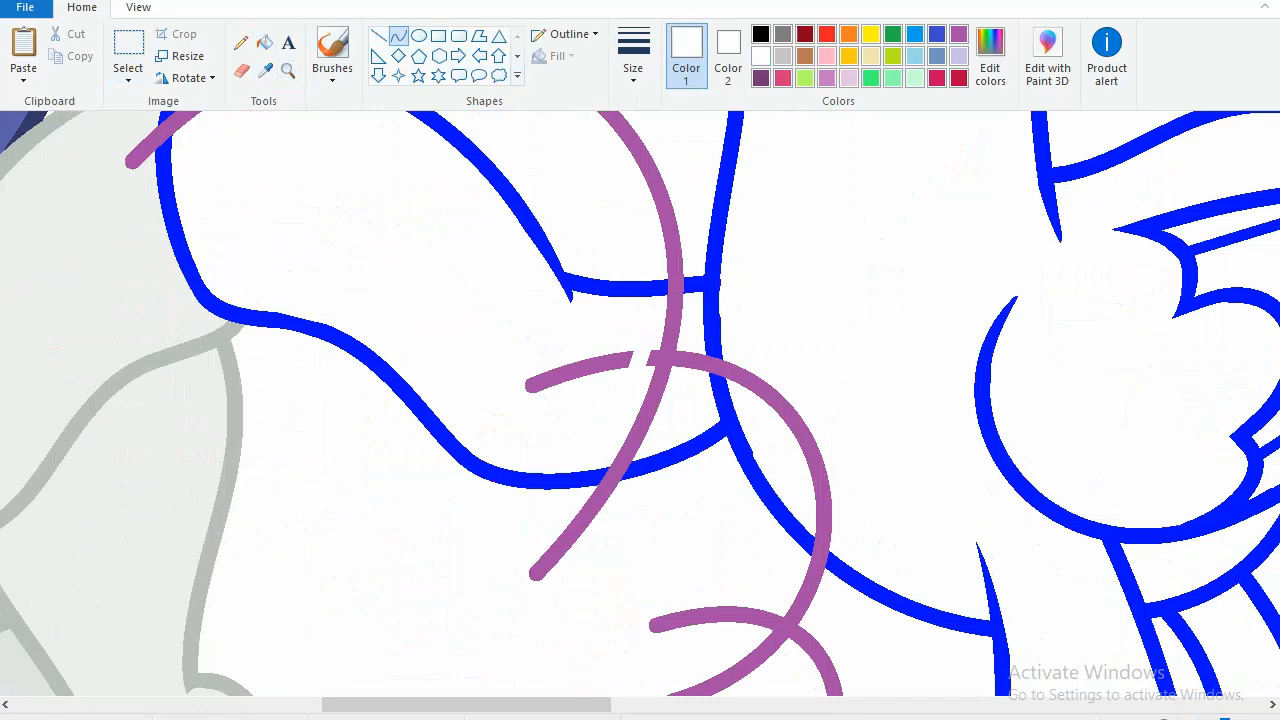 File Home View
Paste Cut Copy Clipboard
Select Crop Resize Rotate Image
A Tools
Brushes
Outline Fill Shapes
Size
Color 1 Color 2 Edit colors Colors
Edit with Paint 3D
Product alert
Activate Windows
Go to Settings to activate Windows.